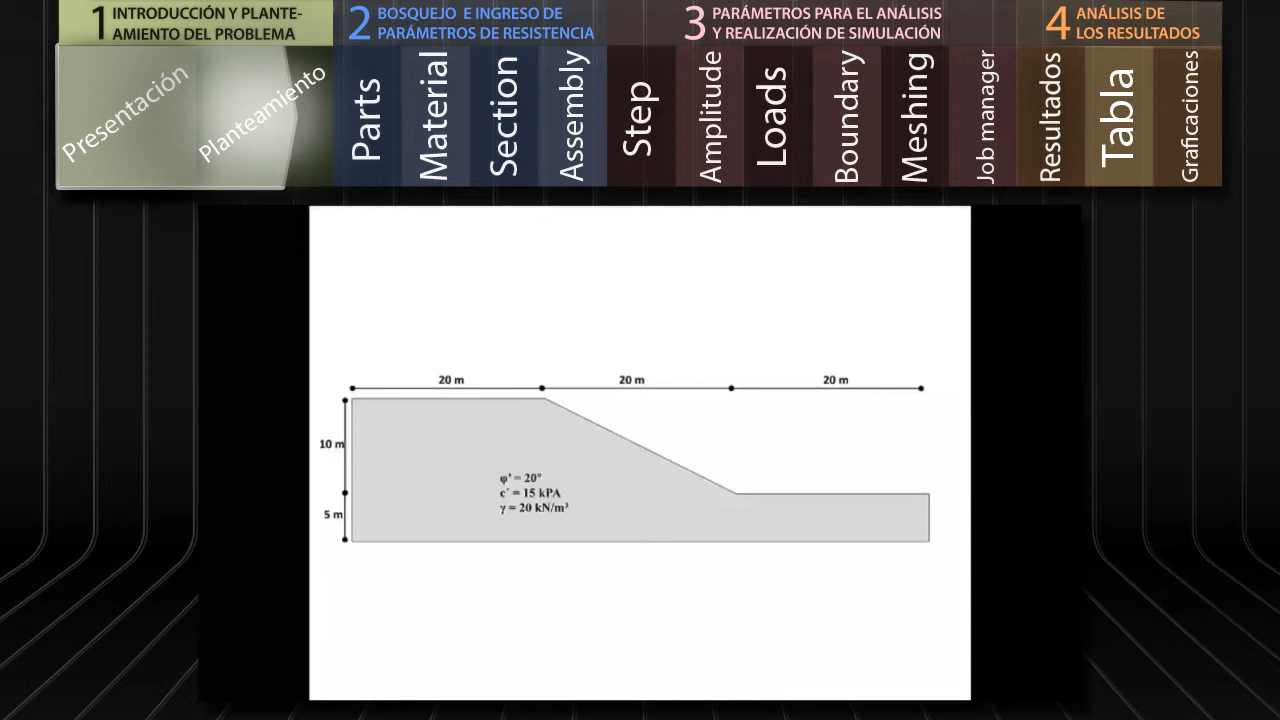 1 INTRODUCCIÓN Y PLANTE-
AMIENTO DEL PROBLEMA
2 BOSQUEJO E INGRESO DE
PARÁMETROS DE RESISTENCIA
3 PARÁMETROS PARA EL ANÁLISIS
Y REALIZACIÓN DE SIMULACIÓN
4 ANÁLISIS DE
LOS RESULTADOS
Presentación
Planteamiento
Parts
Material
Section
Assembly
Step
Amplitude
Loads
Boundary
Meshing
Job manager
Resultados
Tabla
Graficaciones
20 m
20 m
20 m
10 m
5 m
φ' = 20°
c´ = 15 kPA
γ = 20 kN/m³